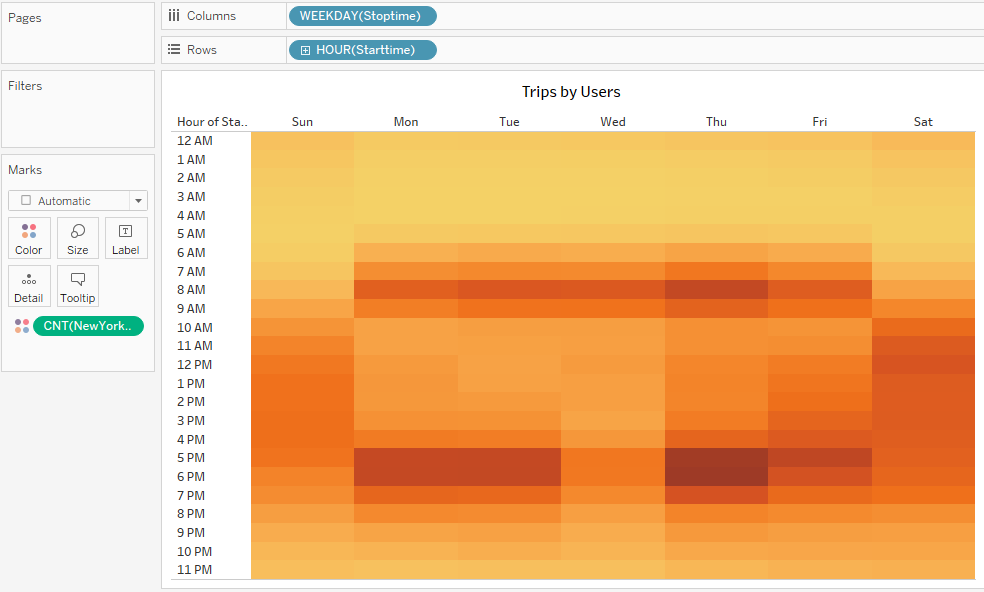 Pages
Columns
WEEKDAY(Stoptime)
Rows
HOUR(Starttime)
Filters
Marks
Automatic
Color
Size
Label
Detail
Tooltip
CNT(NewYork..
Trips by Users
Hour of Sta.. Sun Mon Tue Wed Thu Fri Sat
12 AM
1 AM
2 AM
3 AM
4 AM
5 AM
6 AM
7 AM
8 AM
9 AM
10 AM
11 AM
12 PM
1 PM
2 PM
3 PM
4 PM
5 PM
6 PM
7 PM
8 PM
9 PM
10 PM
11 PM